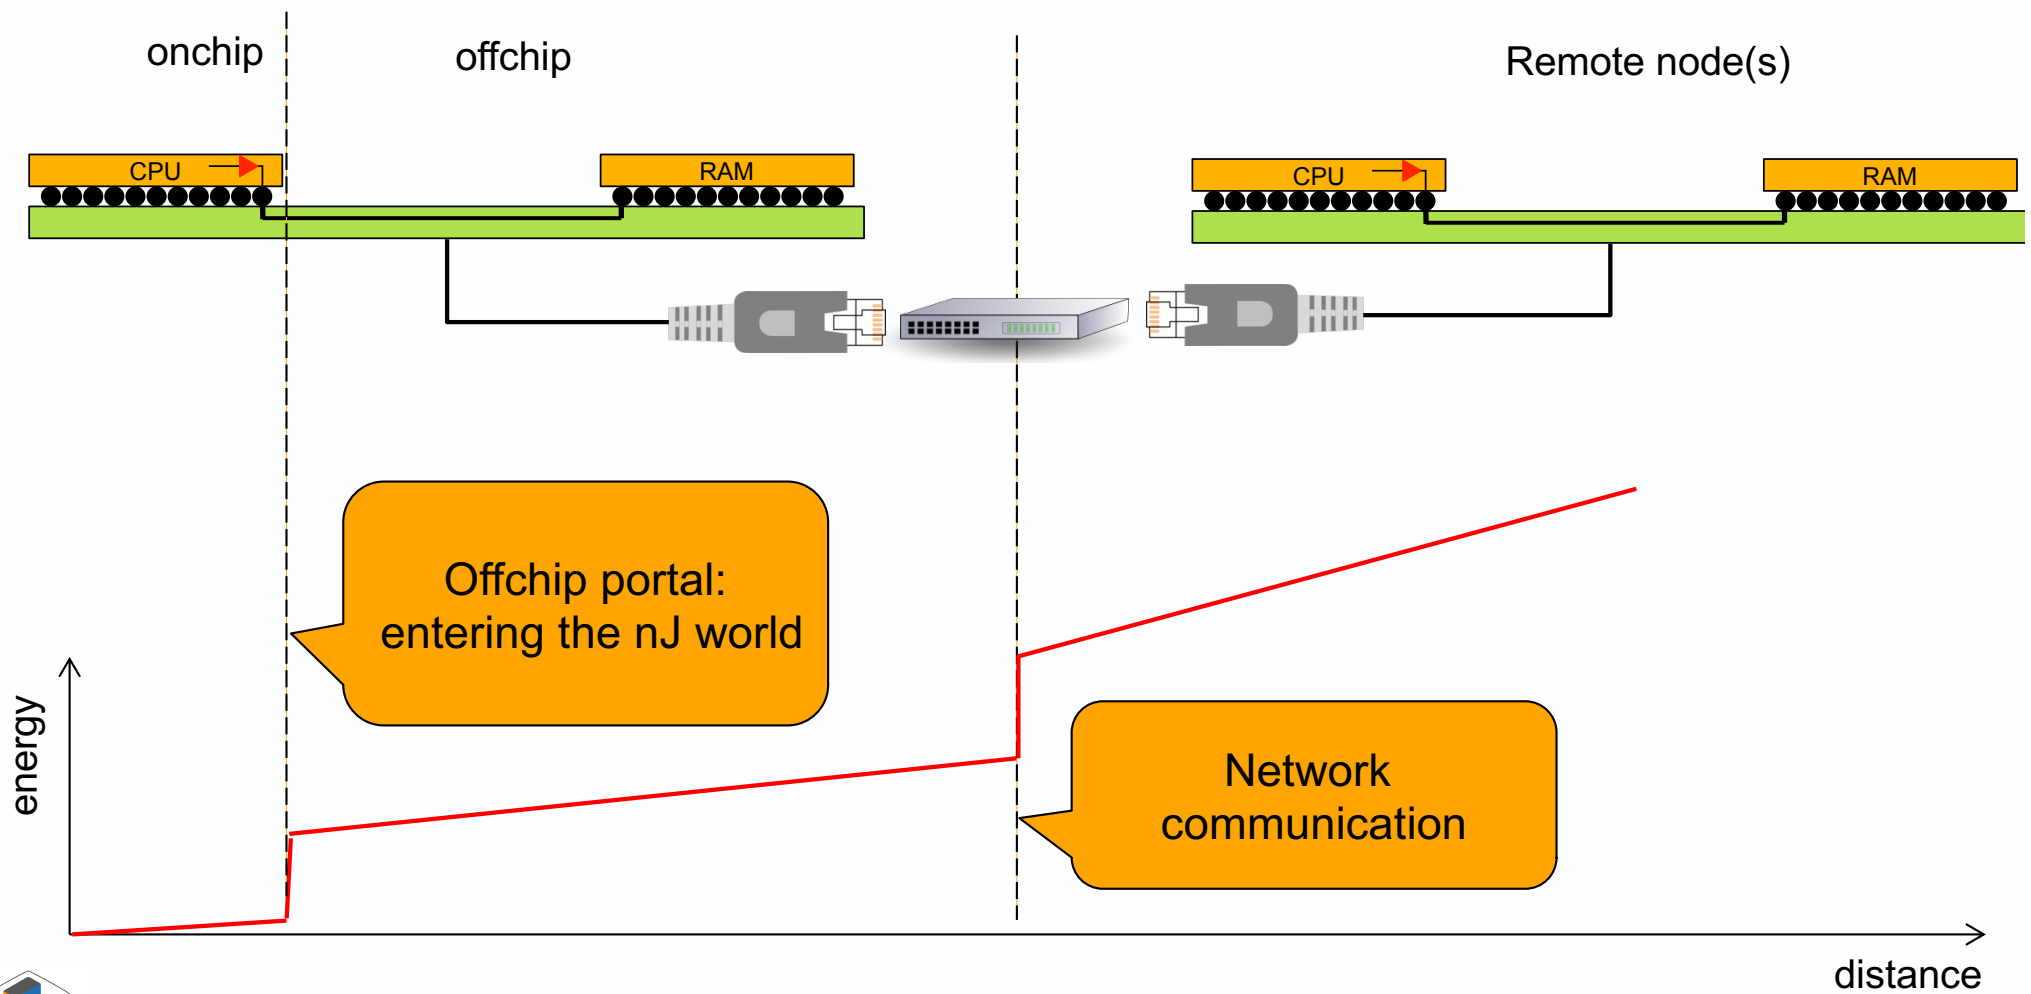 onchip
offchip
Remote node(s)
CPU
RAM
CPU
RAM
Offchip portal:
entering the nJ world
Network
communication
energy
distance